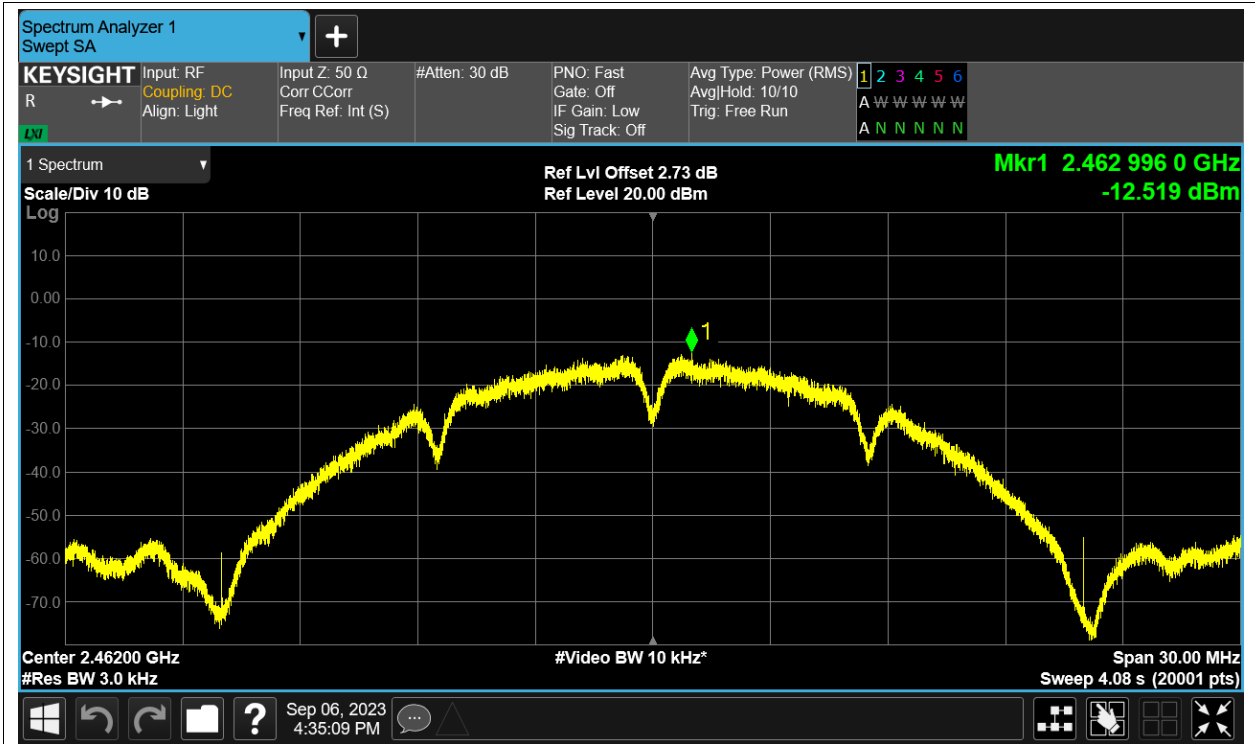 Spectrum Analyzer 1
Swept SA
KEYSIGHT
R
LXI
Input: RF
Coupling: DC
Align: Light
Input Z: 50 Ω
Corr CCorr
Freq Ref: Int (S)
#Atten: 30 dB
PNO: Fast
Gate: Off
IF Gain: Low
Sig Track: Off
Avg Type: Power (RMS)
Avg|Hold: 10/10
Trig: Free Run
1 2 3 4 5 6
A W W W W W
A N N N N N
1 Spectrum
Scale/Div 10 dB
Log
Ref Lvl Offset 2.73 dB
Ref Level 20.00 dBm
Mkr1 2.462 996 0 GHz
-12.519 dBm
10.0
0.00
-10.0
-20.0
-30.0
-40.0
-50.0
-60.0
-70.0
1
Center 2.46200 GHz
#Res BW 3.0 kHz
#Video BW 10 kHz*
Span 30.00 MHz
Sweep 4.08 s (20001 pts)
?
Sep 06, 2023
4:35:09 PM